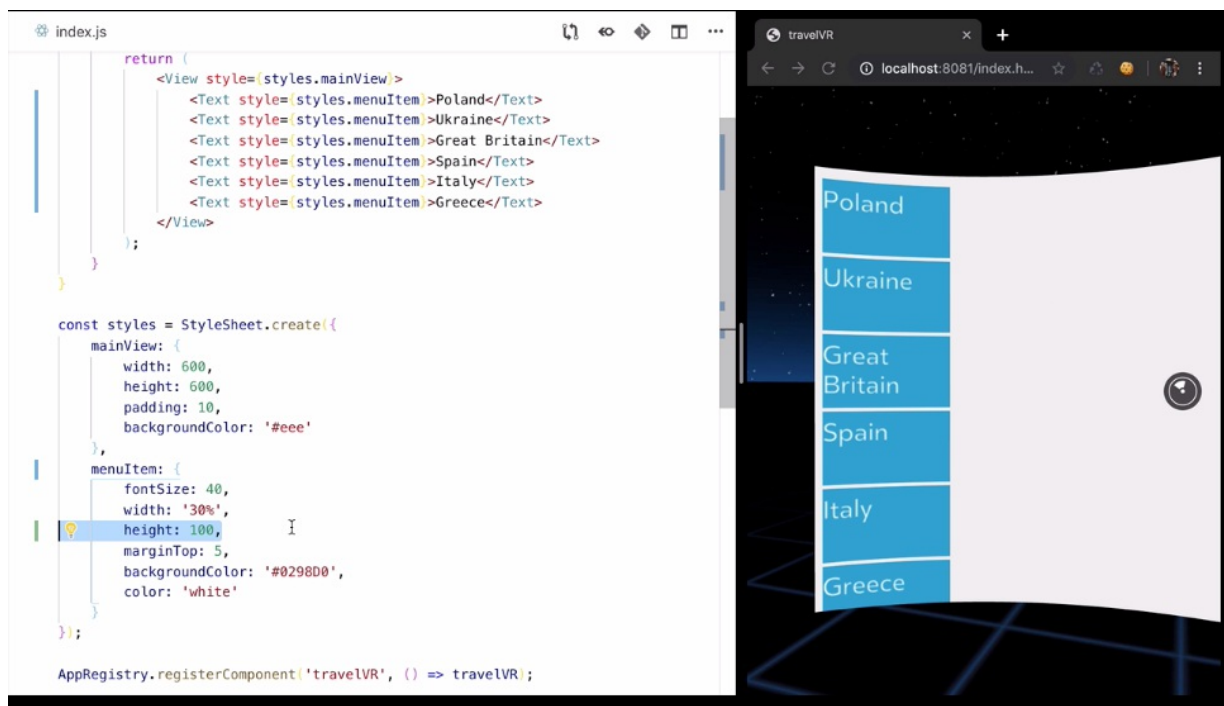 index.js
return (
<View style={styles.mainView}>
<Text style={styles.menuItem}>Poland</Text>
<Text style={styles.menuItem}>Ukraine</Text>
<Text style={styles.menuItem}>Great Britain</Text>
<Text style={styles.menuItem}>Spain</Text>
<Text style={styles.menuItem}>Italy</Text>
<Text style={styles.menuItem}>Greece</Text>
</View>
);
}
}
const styles = StyleSheet.create({
mainView: {
width: 600,
height: 600,
padding: 10,
backgroundColor: '#eee'
},
menuItem: {
fontSize: 40,
width: '30%',
height: 100,
marginTop: 5,
backgroundColor: '#0298D0',
color: 'white'
}
});
AppRegistry.registerComponent('travelVR', () => travelVR);
travelVR
localhost:8081/index.h...
Poland
Ukraine
Great
Britain
Spain
Italy
Greece